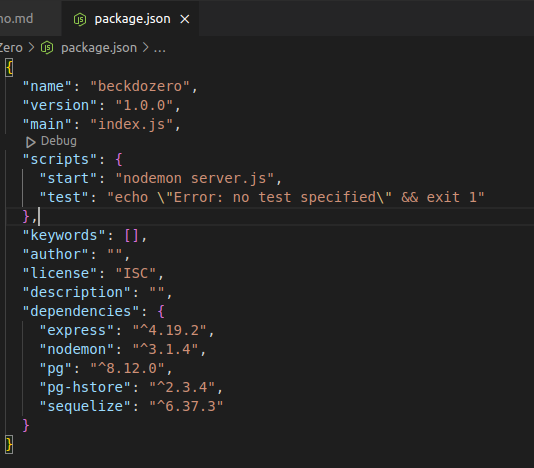 no.md package.json
Zero > package.json > ...
{
"name": "beckdozero",
"version": "1.0.0",
"main": "index.js",
Debug
"scripts": {
"start": "nodemon server.js",
"test": "echo \"Error: no test specified\" && exit 1"
},
"keywords": [],
"author": "",
"license": "ISC",
"description": "",
"dependencies": {
"express": "^4.19.2",
"nodemon": "^3.1.4",
"pg": "^8.12.0",
"pg-hstore": "^2.3.4",
"sequelize": "^6.37.3"
}
}